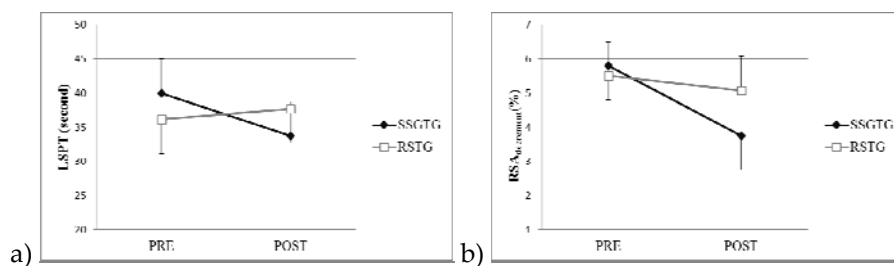 a)
LSPT (second)
50
45
40
35
30
25
20
PRE POST
SSGTG
RSTG
b)
RSAdecrement(%)
7
6
5
4
3
2
1
PRE POST
SSGTG
RSTG